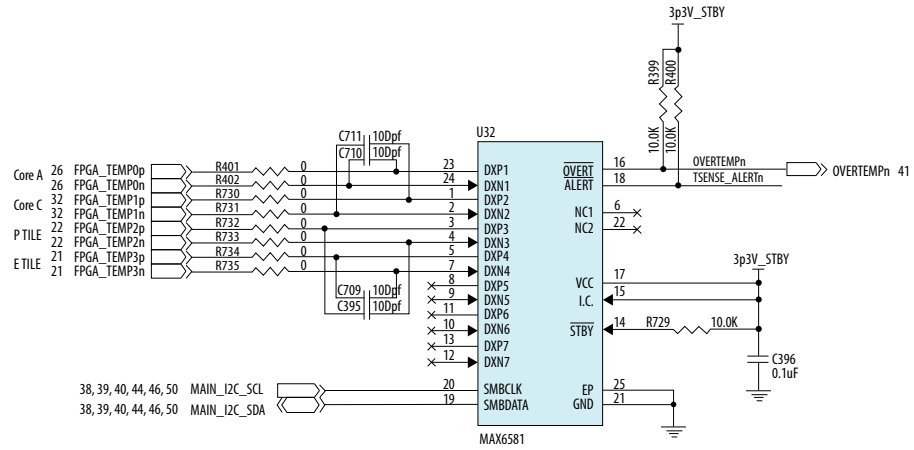 3p3V_STBY
R399
R400
10.0K
10.0K
U32
C711 10Dpf
C710 10Dpf
Core A 26 FPGA_TEMP0p R401 0 23 DXP1
26 FPGA_TEMP0n R402 0 24 DXN1
Core C 32 FPGA_TEMP1p R730 0 1 DXP2
32 FPGA_TEMP1n R731 0 2 DXN2
P TILE 22 FPGA_TEMP2p R732 0 3 DXP3
22 FPGA_TEMP2n R733 0 4 DXN3
E TILE 21 FPGA_TEMP3p R734 0 5 DXP4
21 FPGA_TEMP3n R735 0 7 DXN4
C709 10Dpf
C395 10Dpf
8 DXP5
9 DXN5
11 DXP6
10 DXN6
13 DXP7
12 DXN7
38, 39, 40, 44, 46, 50 MAIN_I2C_SCL 20 SMBCLK
38, 39, 40, 44, 46, 50 MAIN_I2C_SDA 19 SMBDATA
OVERT 16 OVERTEMPn OVERTEMPn 41
ALERT 18 TSENSE_ALERTn
NC1 6
NC2 22
3p3V_STBY
VCC 17
I.C. 15
STBY 14 R729 10.0K
C396
0.1uF
EP 25
GND 21
MAX6581